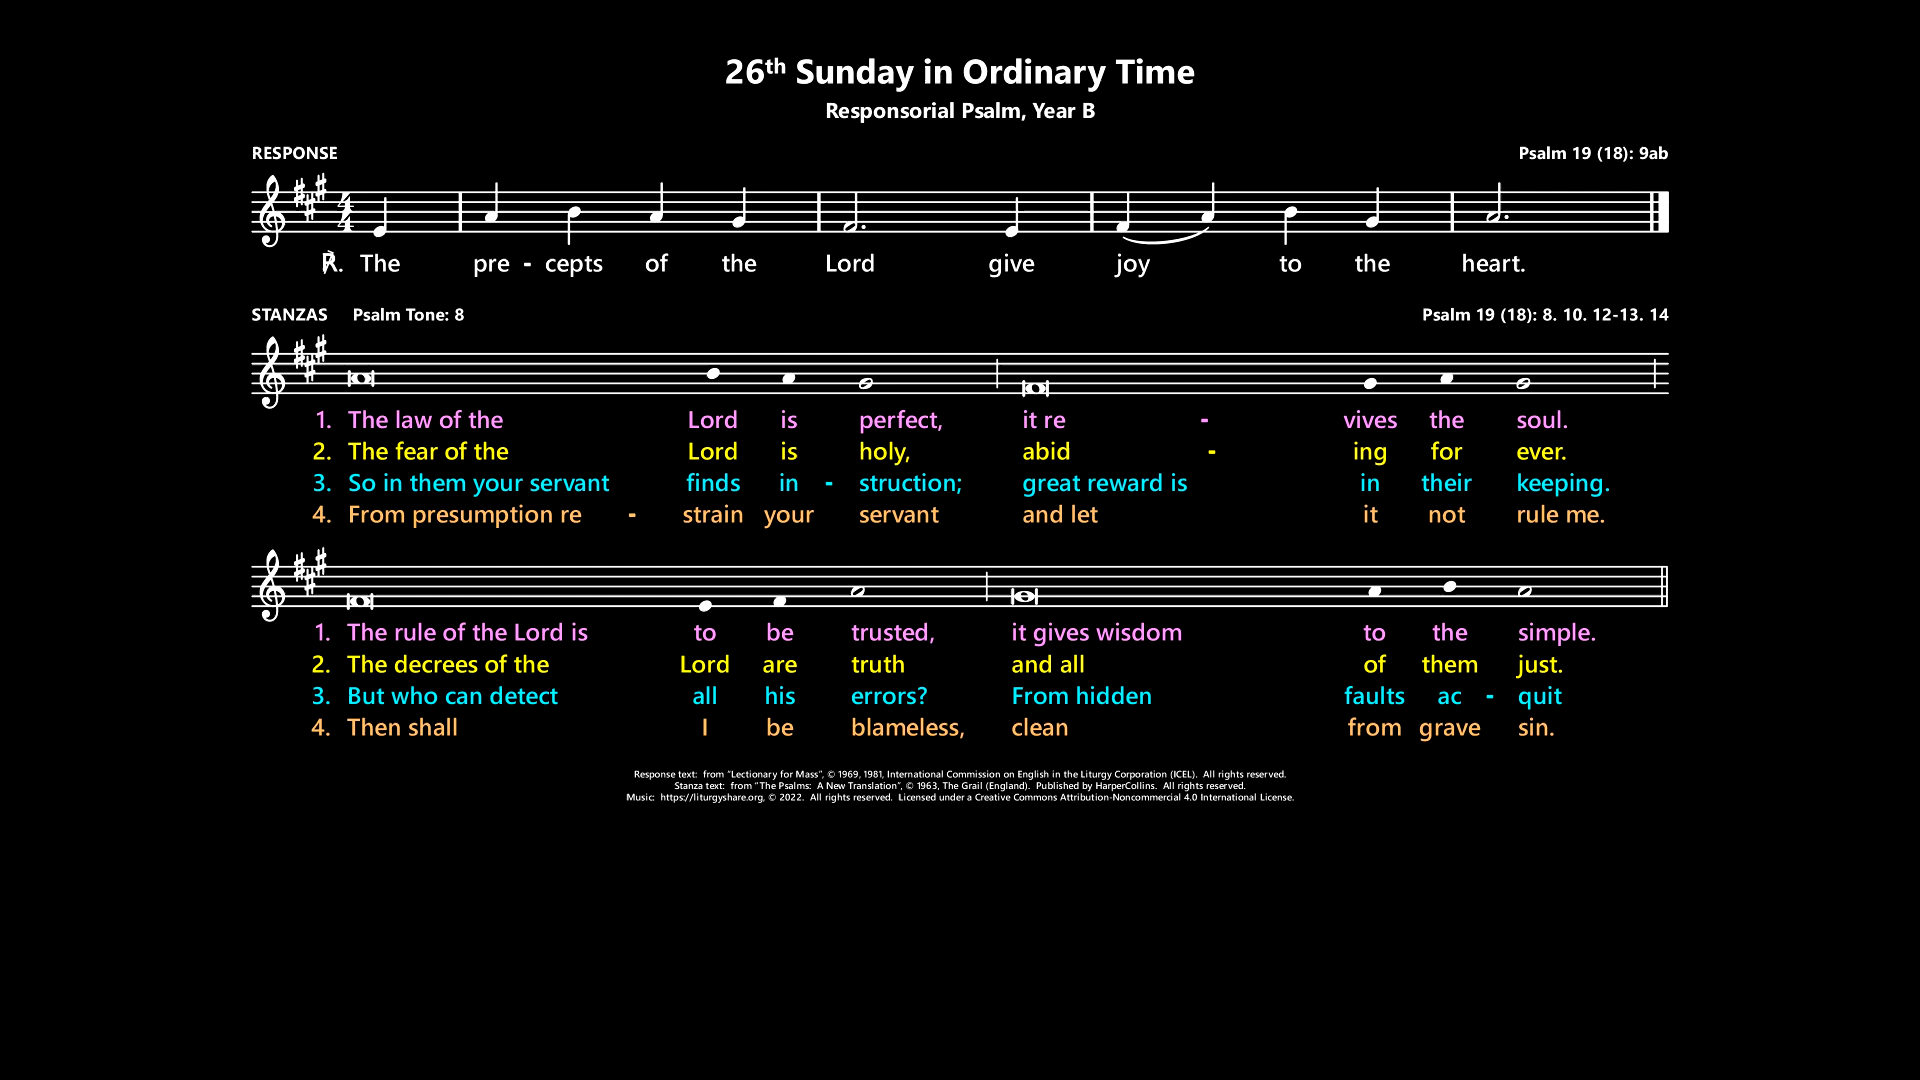 26th Sunday in Ordinary Time
Responsorial Psalm, Year B
RESPONSE Psalm 19 (18): 9ab
℟. The pre - cepts of the Lord give joy to the heart.
STANZAS Psalm Tone: 8 Psalm 19 (18): 8. 10. 12-13. 14
1. The law of the Lord is perfect, it re - vives the soul.
2. The fear of the Lord is holy, abid - ing for ever.
3. So in them your servant finds in - struction; great reward is in their keeping.
4. From presumption re - strain your servant and let it not rule me.
1. The rule of the Lord is to be trusted, it gives wisdom to the simple.
2. The decrees of the Lord are truth and all of them just.
3. But who can detect all his errors? From hidden faults ac - quit
4. Then shall I be blameless, clean from grave sin.
Response text: from “Lectionary for Mass”, © 1969, 1981, International Commission on English in the Liturgy Corporation (ICEL). All rights reserved.
Stanza text: from “The Psalms: A New Translation”, © 1963, The Grail (England). Published by HarperCollins. All rights reserved.
Music: https://liturgyshare.org, © 2022. All rights reserved. Licensed under a Creative Commons Attribution-Noncommercial 4.0 International License.